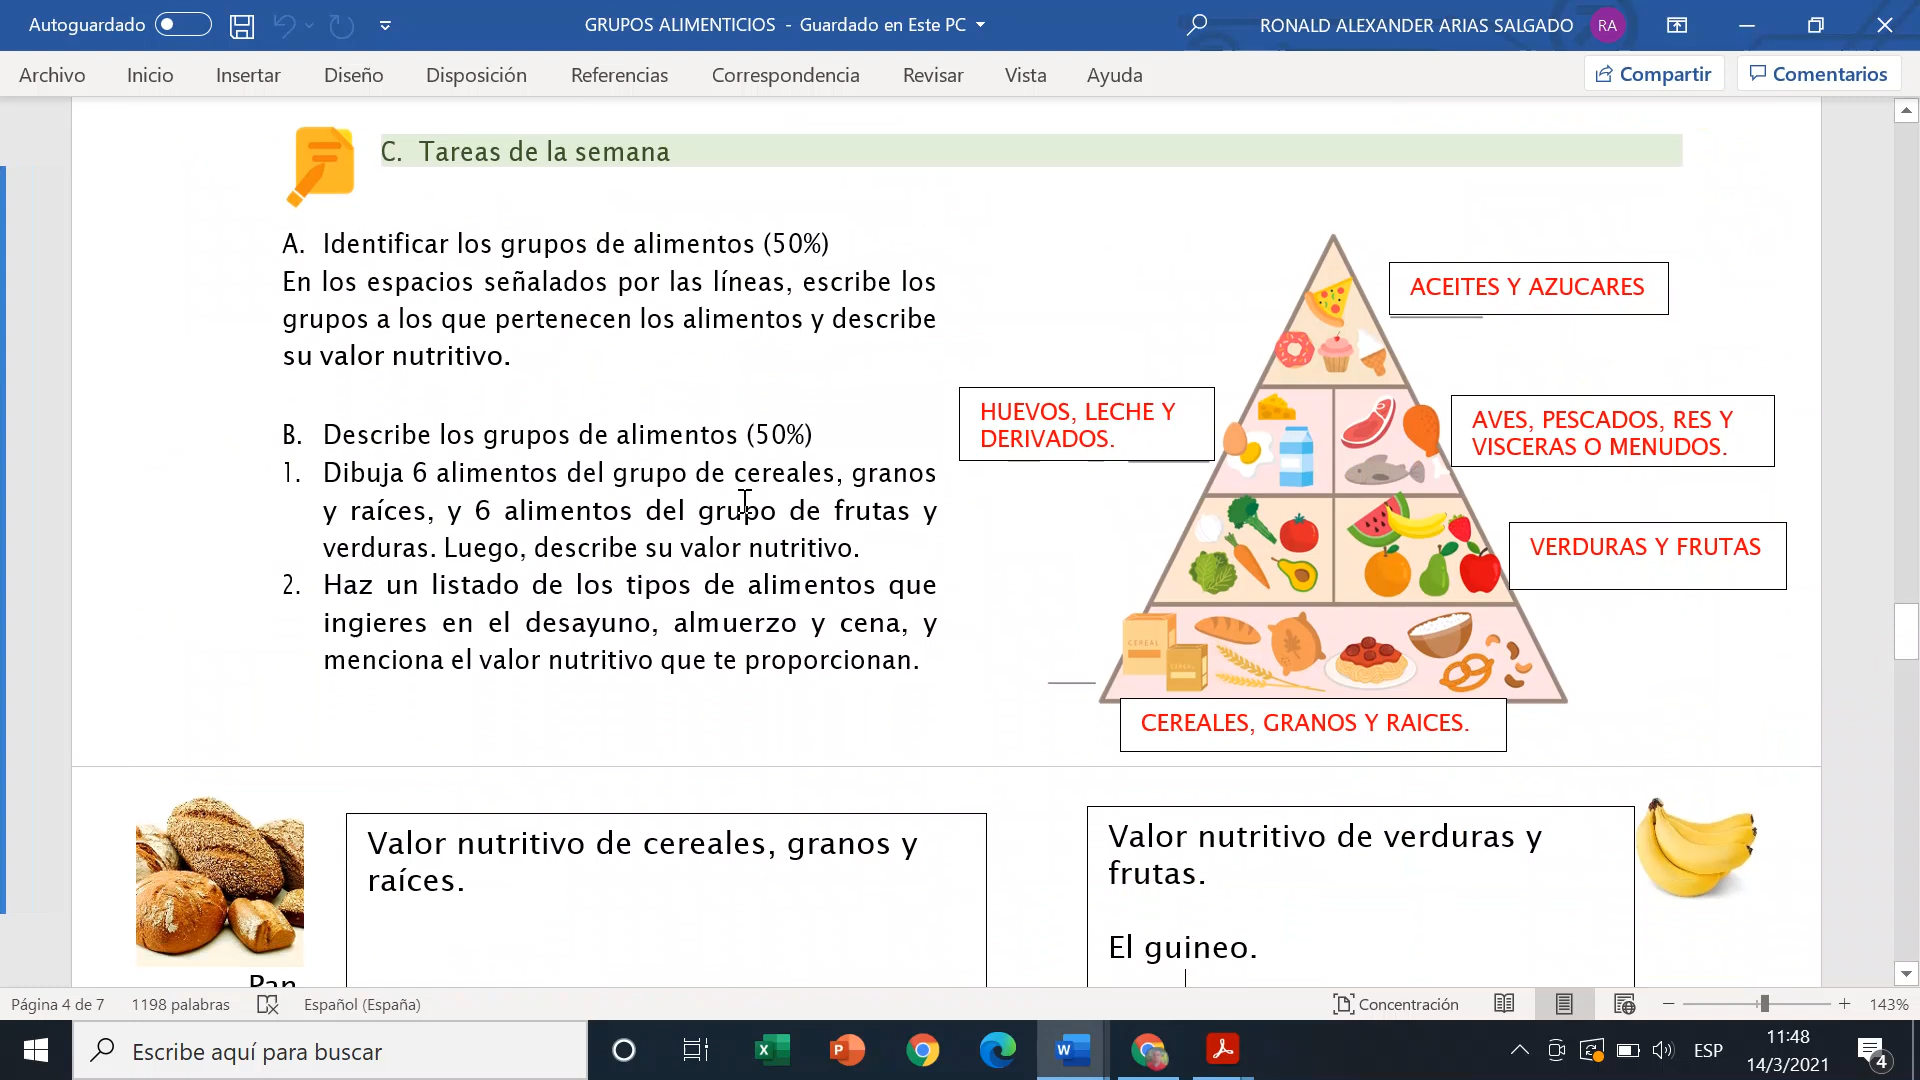 Autoguardado
GRUPOS ALIMENTICIOS - Guardado en Este PC
RONALD ALEXANDER ARIAS SALGADO
RA
Archivo
Inicio
Insertar
Diseño
Disposición
Referencias
Correspondencia
Revisar
Vista
Ayuda
Compartir
Comentarios
C. Tareas de la semana
A. Identificar los grupos de alimentos (50%)
En los espacios señalados por las líneas, escribe los
grupos a los que pertenecen los alimentos y describe
su valor nutritivo.
B. Describe los grupos de alimentos (50%)
1. Dibuja 6 alimentos del grupo de cereales, granos
y raíces, y 6 alimentos del grupo de frutas y
verduras. Luego, describe su valor nutritivo.
2. Haz un listado de los tipos de alimentos que
ingieres en el desayuno, almuerzo y cena, y
menciona el valor nutritivo que te proporcionan.
ACEITES Y AZUCARES
HUEVOS, LECHE Y
DERIVADOS.
AVES, PESCADOS, RES Y
VISCERAS O MENUDOS.
VERDURAS Y FRUTAS
CEREAL
CEREAL
CEREALES, GRANOS Y RAICES.
Valor nutritivo de cereales, granos y
raíces.
Pan
Valor nutritivo de verduras y
frutas.
El guineo.
Página 4 de 7
1198 palabras
Español (España)
Concentración
143%
Escribe aquí para buscar
ESP
11:48
14/3/2021
4